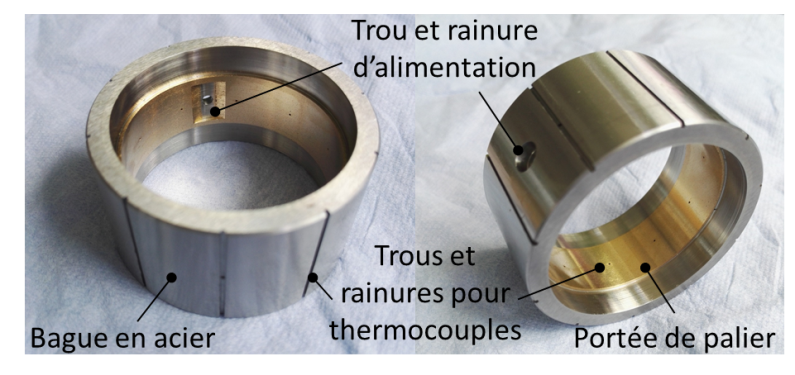 Trou et rainure
d'alimentation
Trous et
rainures pour
thermocouples
Bague en acier
Portée de palier